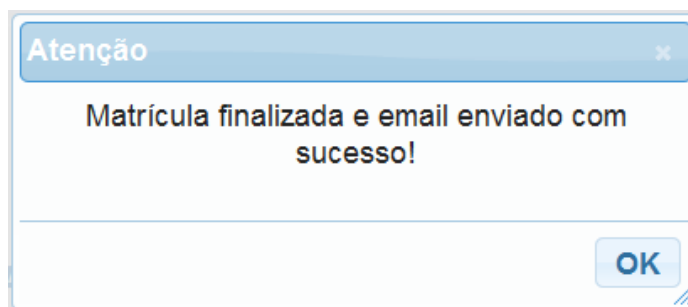 Atenção
Matrícula finalizada e email enviado com
sucesso!
OK